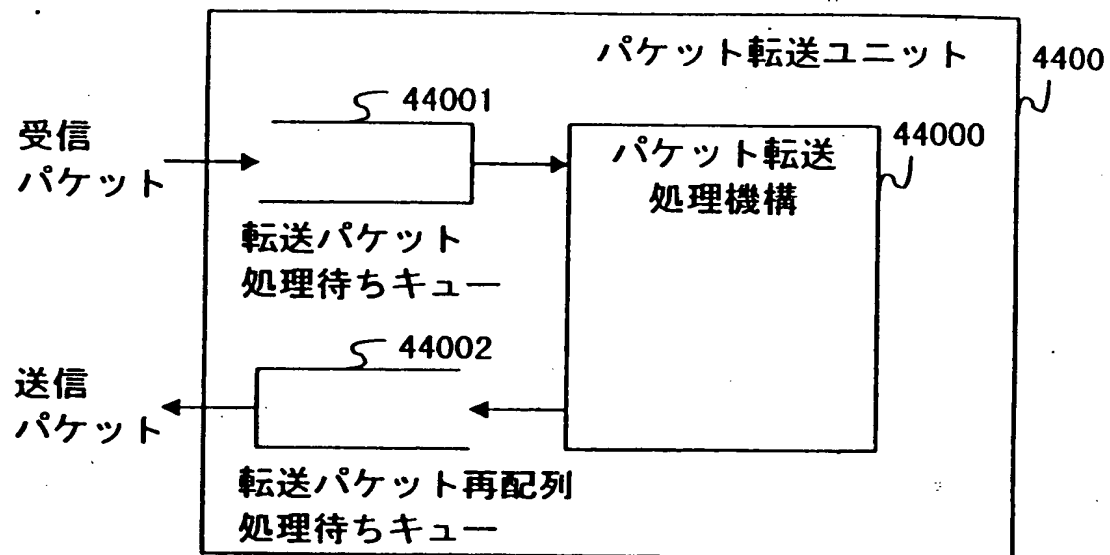 パケット転送ユニット
4400
44001
受信
パケット
パケット転送
処理機構
44000
転送パケット
処理待ちキュー
44002
送信
パケット
転送パケット再配列
処理待ちキュー